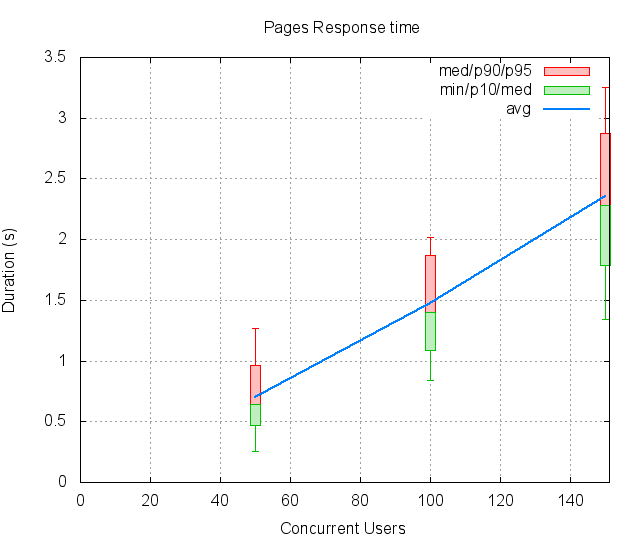 Pages Response time
3.5
3
2.5
2
1.5
1
0.5
0
Duration (s)
med/p90/p95
min/p10/med
avg
0 20 40 60 80 100 120 140
Concurrent Users